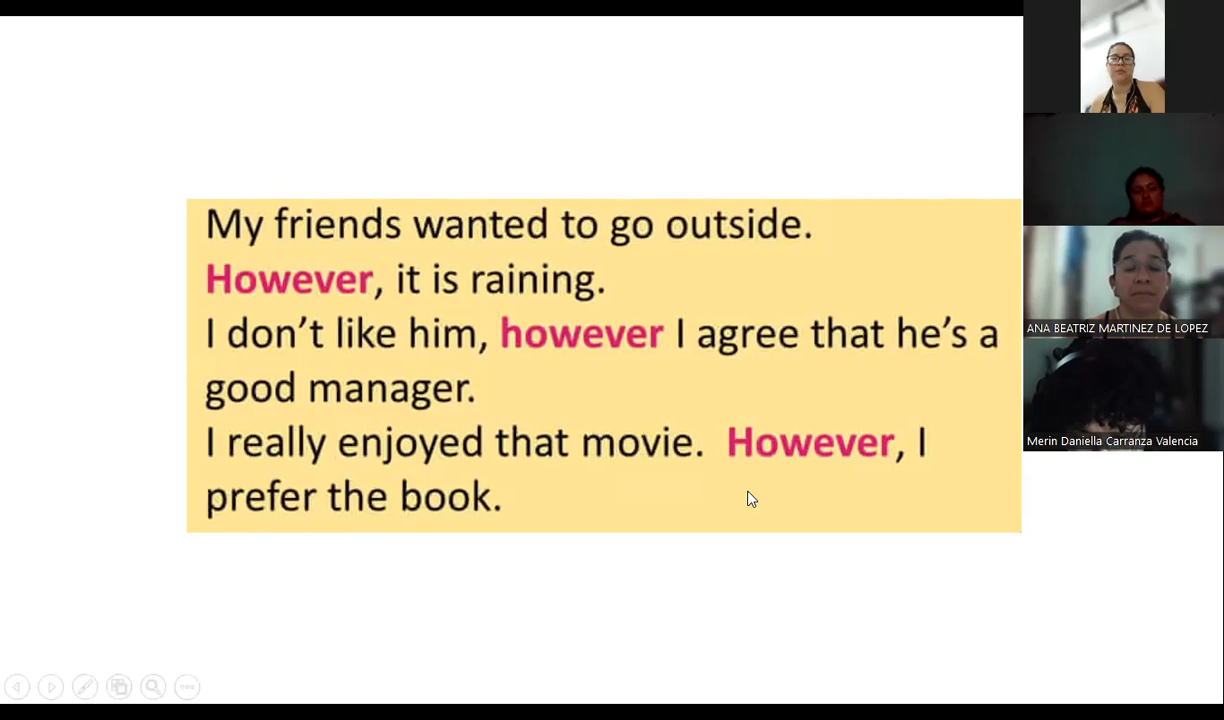 My friends wanted to go outside.
However, it is raining.
I don’t like him, however I agree that he’s a
good manager.
I really enjoyed that movie. However, I
prefer the book.
ANA BEATRIZ MARTINEZ DE LOPEZ
Merin Daniella Carranza Valencia